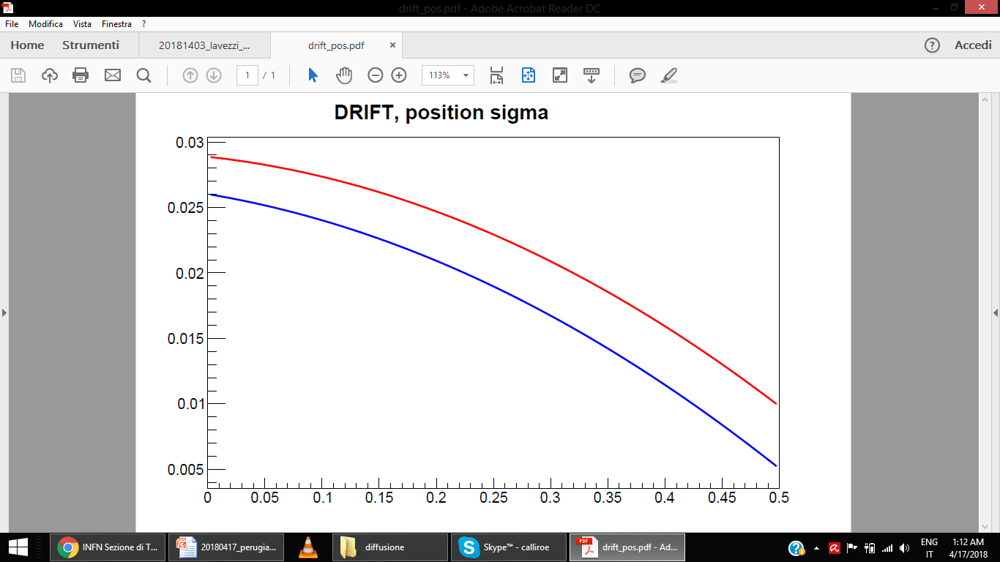 drift_pos.pdf - Adobe Acrobat Reader DC
File Modifica Vista Finestra ?
Home Strumenti 20181403_lavezzi_... drift_pos.pdf × ? Accedi
1 / 1 113%
DRIFT, position sigma
0.03
0.025
0.02
0.015
0.01
0.005
0 0.05 0.1 0.15 0.2 0.25 0.3 0.35 0.4 0.45 0.5
INFN Sezione di T... 20180417_perugia... diffusione Skype™ - calliroe PDF drift_pos.pdf - Ad... ENG 1:12 AM
IT 4/17/2018